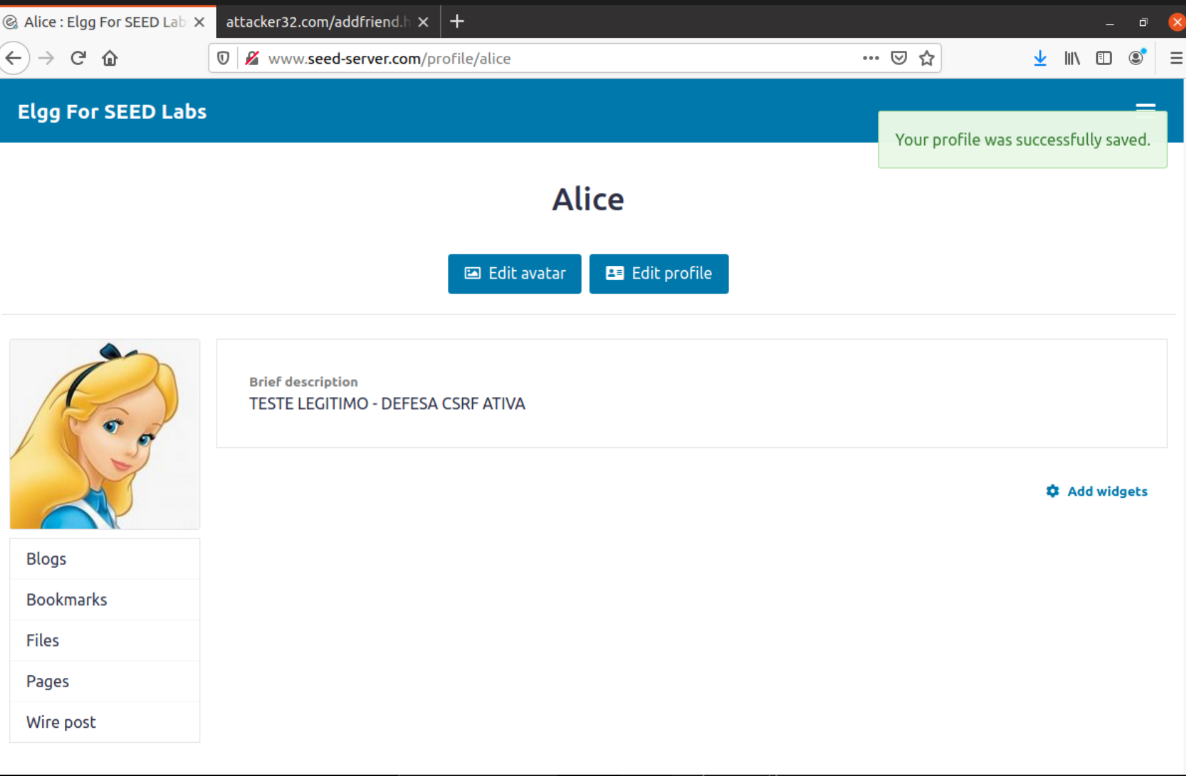 Alice : Elgg For SEED Lab
attacker32.com/addfriend.h
www.seed-server.com/profile/alice
Elgg For SEED Labs
Your profile was successfully saved.
Alice
Edit avatar
Edit profile
Brief description
TESTE LEGITIMO - DEFESA CSRF ATIVA
Add widgets
Blogs
Bookmarks
Files
Pages
Wire post